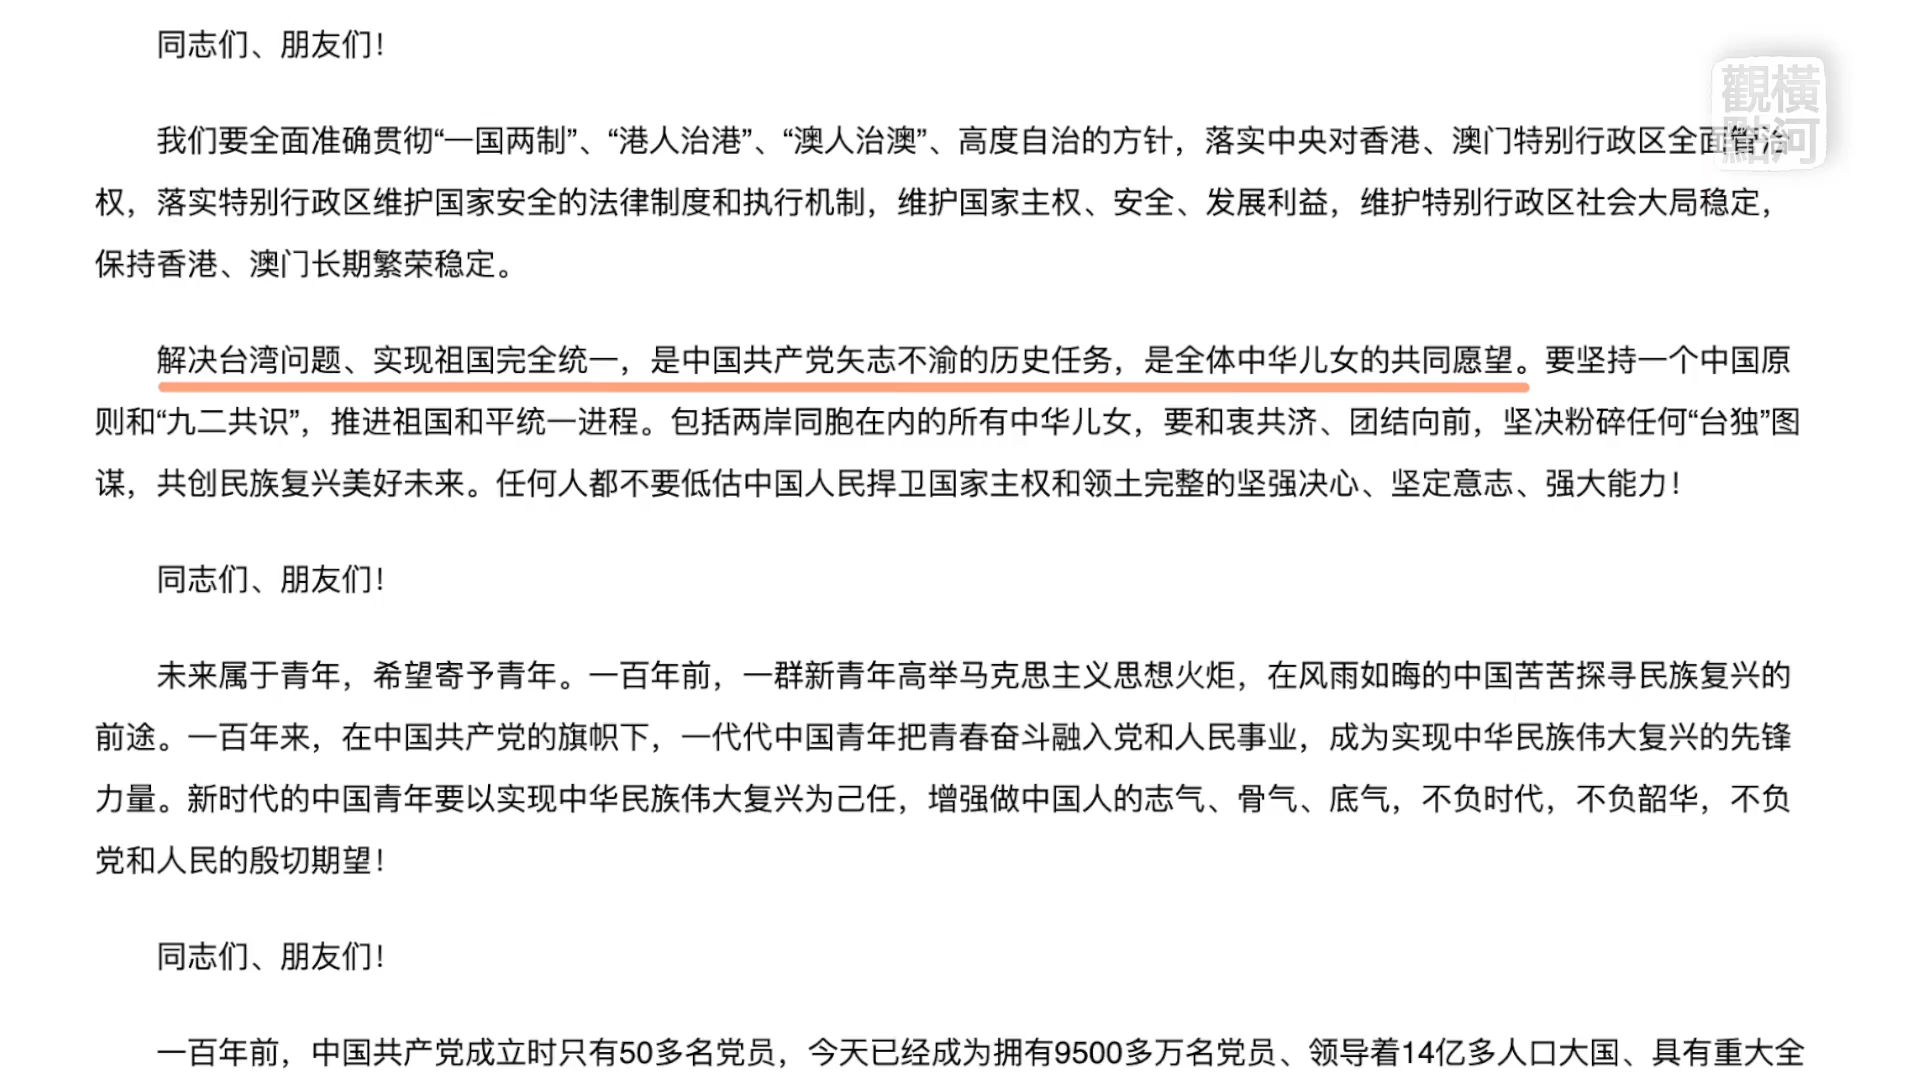 同志们、朋友们！
我们要全面准确贯彻“一国两制”、“港人治港”、“澳人治澳”、高度自治的方针，落实中央对香港、澳门特别行政区全面管治
权，落实特别行政区维护国家安全的法律制度和执行机制，维护国家主权、安全、发展利益，维护特别行政区社会大局稳定，
保持香港、澳门长期繁荣稳定。
解决台湾问题、实现祖国完全统一，是中国共产党矢志不渝的历史任务，是全体中华儿女的共同愿望。要坚持一个中国原
则和“九二共识”，推进祖国和平统一进程。包括两岸同胞在内的所有中华儿女，要和衷共济、团结向前，坚决粉碎任何“台独”图
谋，共创民族复兴美好未来。任何人都不要低估中国人民捍卫国家主权和领土完整的坚强决心、坚定意志、强大能力！
同志们、朋友们！
未来属于青年，希望寄予青年。一百年前，一群新青年高举马克思主义思想火炬，在风雨如晦的中国苦苦探寻民族复兴的
前途。一百年来，在中国共产党的旗帜下，一代代中国青年把青春奋斗融入党和人民事业，成为实现中华民族伟大复兴的先锋
力量。新时代的中国青年要以实现中华民族伟大复兴为己任，增强做中国人的志气、骨气、底气，不负时代，不负韶华，不负
党和人民的殷切期望！
同志们、朋友们！
一百年前，中国共产党成立时只有50多名党员，今天已经成为拥有9500多万名党员、领导着14亿多人口大国、具有重大全
橫河
觀點